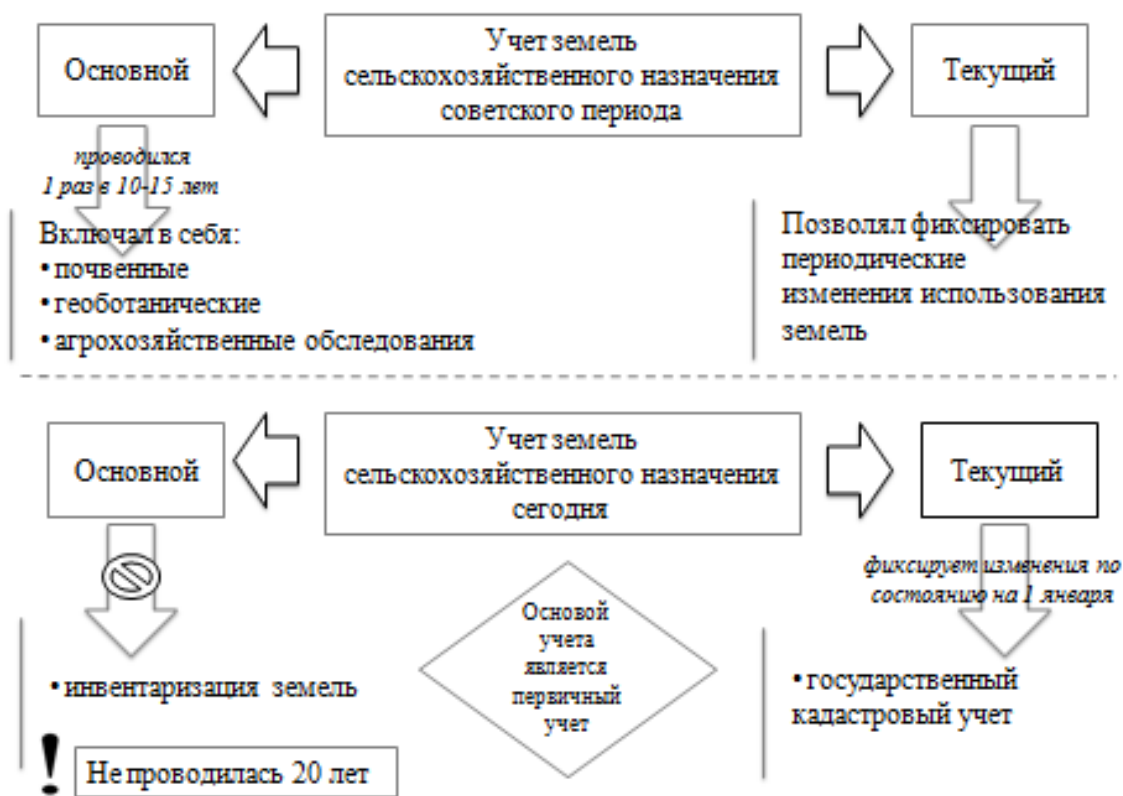 Учет земель
сельскохозяйственного назначения
советского периода
Основной
Текущий
проводился
1 раз в 10-15 лет
Включал в себя:
• почвенные
• геоботанические
• агрохозяйственные обследования
Позволял фиксировать
периодические
изменения использования
земель
Учет земель
сельскохозяйственного назначения
сегодня
Основной
Текущий
• инвентаризация земель
! Не проводилась 20 лет
Основой
учета
является
первичный
учет
фиксирует изменения по
состоянию на 1 января
• государственный
кадастровый учет